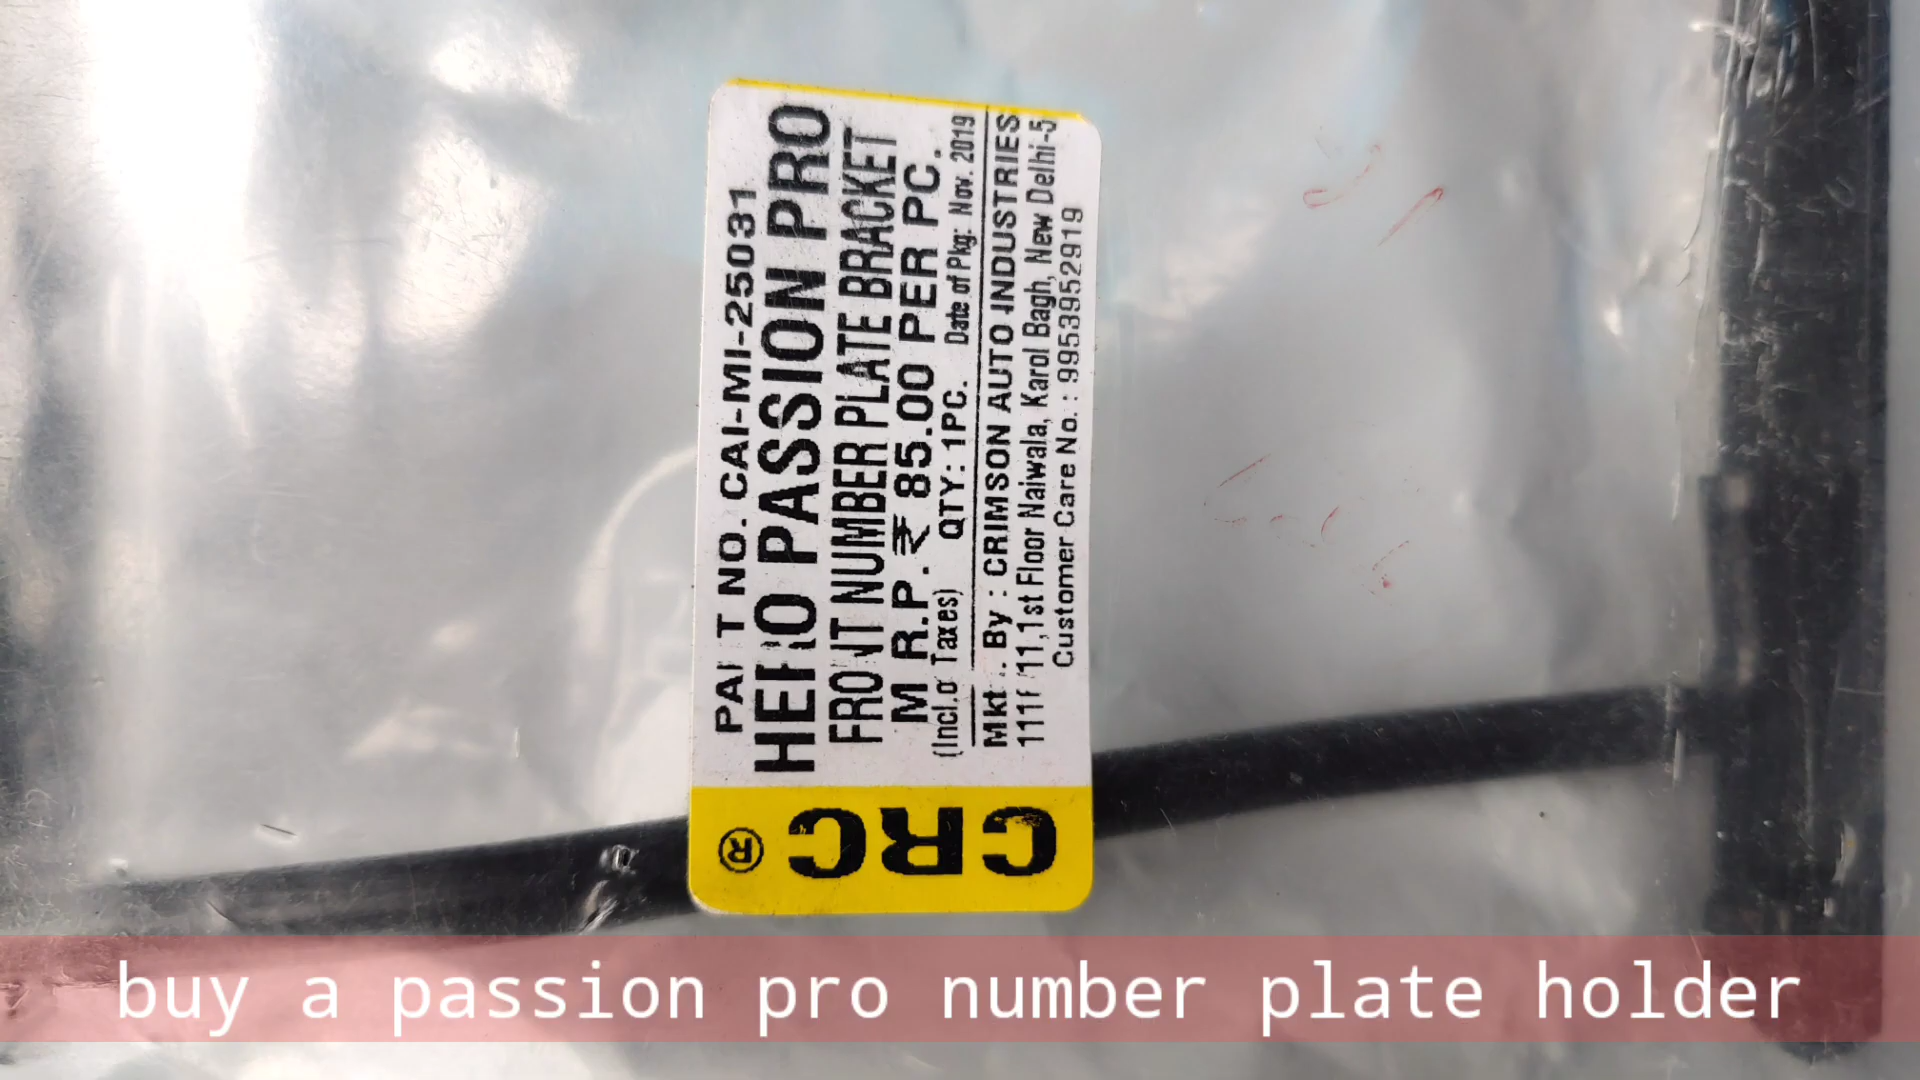 PART NO. CAI-MI-25031
HERO PASSION PRO
FRONT NUMBER PLATE BRACKET
M.R.P. ₹ 85.00 PER PC.
(Incl.of Taxes) QTY: 1PC. Date of Pkg: Nov. 2019
Mktd. By : CRIMSON AUTO INDUSTRIES
11,1st Floor Naiwala, Karol Bagh, New Delhi-5
Customer Care No.: 9953952919
CRC ®
buy a passion pro number plate holder